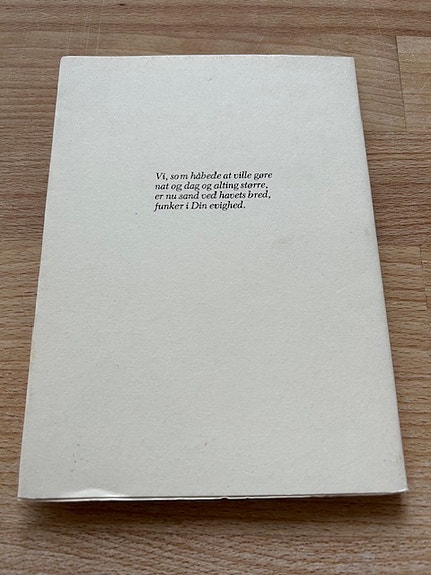 Vi, som håbede at ville gøre
nat og dag og alting større,
er nu sand ved havets bred,
funker i Din evighed.